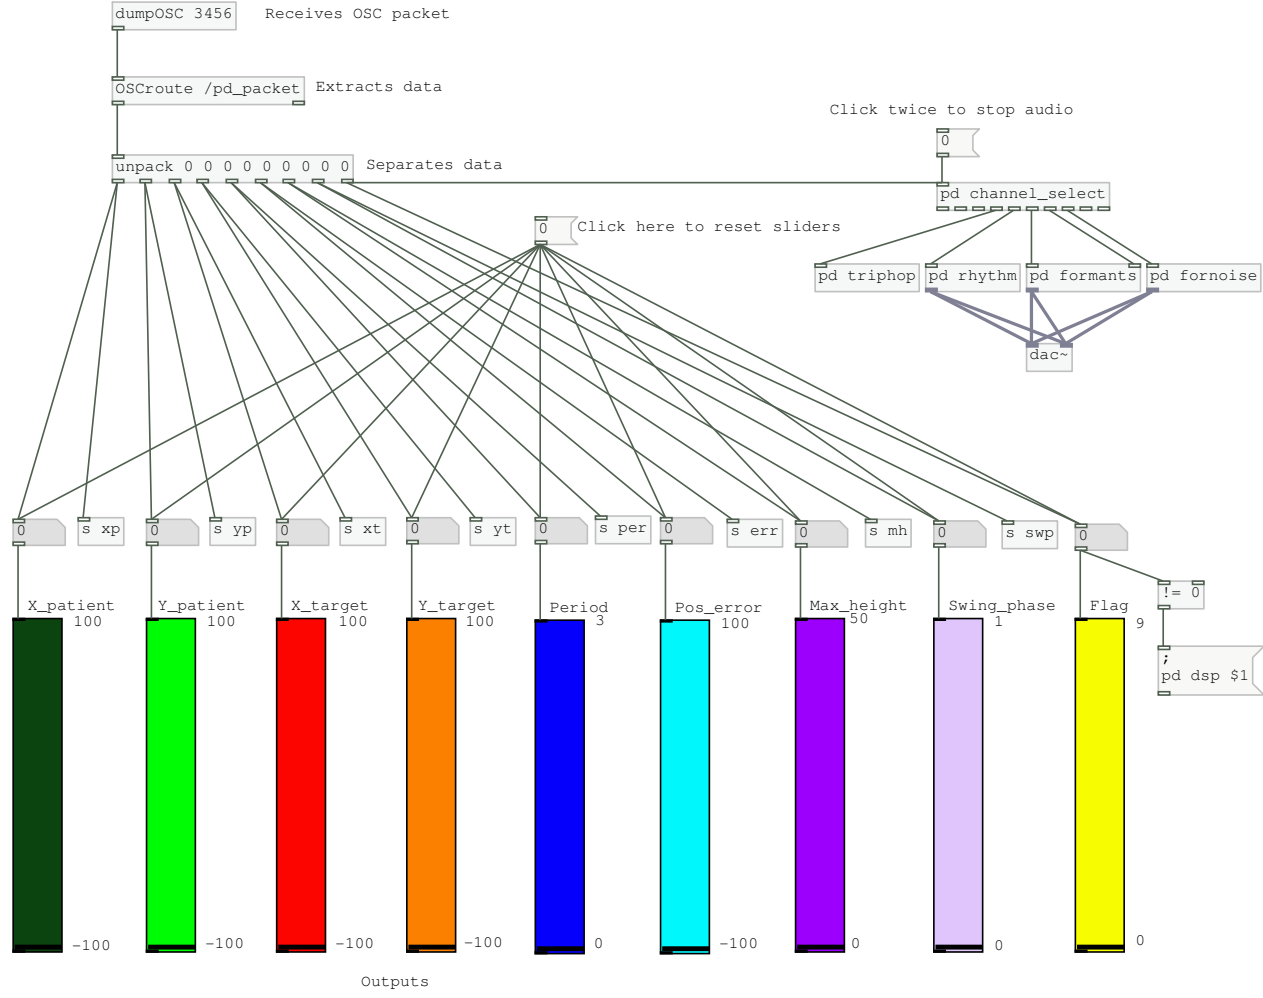 dumpOSC 3456
Receives OSC packet
OSCroute /pd_packet
Extracts data
Click twice to stop audio
0
unpack 0 0 0 0 0 0 0 0 0
Separates data
pd channel_select
0
Click here to reset sliders
pd triphop
pd rhythm
pd formants
pd fornoise
dac~
0
s xp
0
s yp
0
s xt
0
s yt
0
s per
0
s err
0
s mh
0
s swp
0
!= 0
X_patient
100
Y_patient
100
X_target
100
Y_target
100
Period
3
Pos_error
100
Max_height
50
Swing_phase
1
Flag
9
;
pd dsp $1
-100
-100
-100
-100
0
-100
0
0
0
Outputs